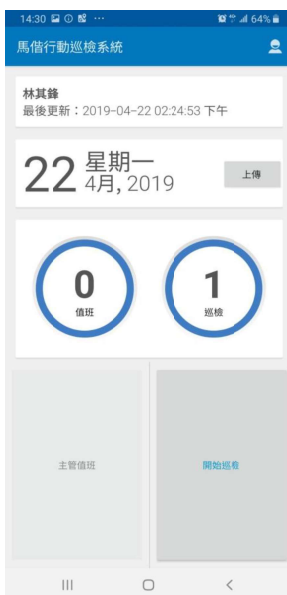 14:30 64%
馬偕行動巡檢系統
林其鋒
最後更新：2019-04-22 02:24:53 下午
22 星期一
4月, 2019
上傳
0 1
值班 巡檢
主管值班 開始巡檢